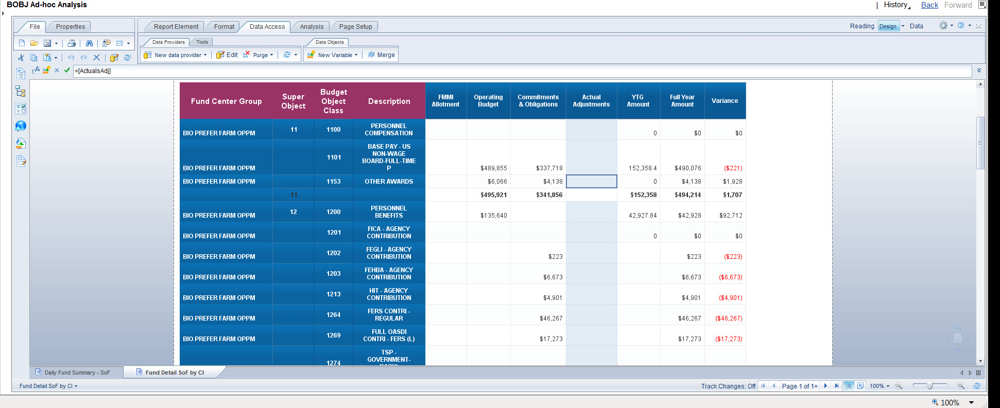 BOBJ Ad-hoc Analysis
| History Back Forward
File Properties Report Element Format Data Access Analysis Page Setup Reading Design Data
Data Providers Tools Data Objects
New data provider Edit Purge New Variable Merge
=[ActualsAdj]
Fund Center Group Super Object Budget Object Class Description FMMI Allotment Operating Budget Commitments & Obligations Actual Adjustments YTG Amount Full Year Amount Variance
BIO PREFER FARM OPPM 11 1100 PERSONNEL COMPENSATION 0 $0 $0
BIO PREFER FARM OPPM 1101 BASE PAY - US NON-WAGE BOARD-FULL-TIME P $489,855 $337,718 152,358.4 $490,076 ($221)
BIO PREFER FARM OPPM 1153 OTHER AWARDS $6,066 $4,138 0 $4,138 $1,928
11 $495,921 $341,856 $152,358 $494,214 $1,707
BIO PREFER FARM OPPM 12 1200 PERSONNEL BENEFITS $135,640 42,927.84 $42,928 $92,712
BIO PREFER FARM OPPM 1201 FICA - AGENCY CONTRIBUTION 0 $0 $0
BIO PREFER FARM OPPM 1202 FEGLI - AGENCY CONTRIBUTION $223 $223 ($223)
BIO PREFER FARM OPPM 1203 FEHBA - AGENCY CONTRIBUTION $6,673 $6,673 ($6,673)
BIO PREFER FARM OPPM 1213 HIT - AGENCY CONTRIBUTION $4,901 $4,901 ($4,901)
BIO PREFER FARM OPPM 1264 FERS CONTRI - REGULAR $46,267 $46,267 ($46,267)
BIO PREFER FARM OPPM 1269 FULL OASDI CONTRI - FERS (L) $17,273 $17,273 ($17,273)
1274 TSP - GOVERNMENT-
Daily Fund Summary - SoF Fund Detail SoF by CI
Fund Detail SoF by CI Track Changes: Off Page 1 of 1+ 100%
100%